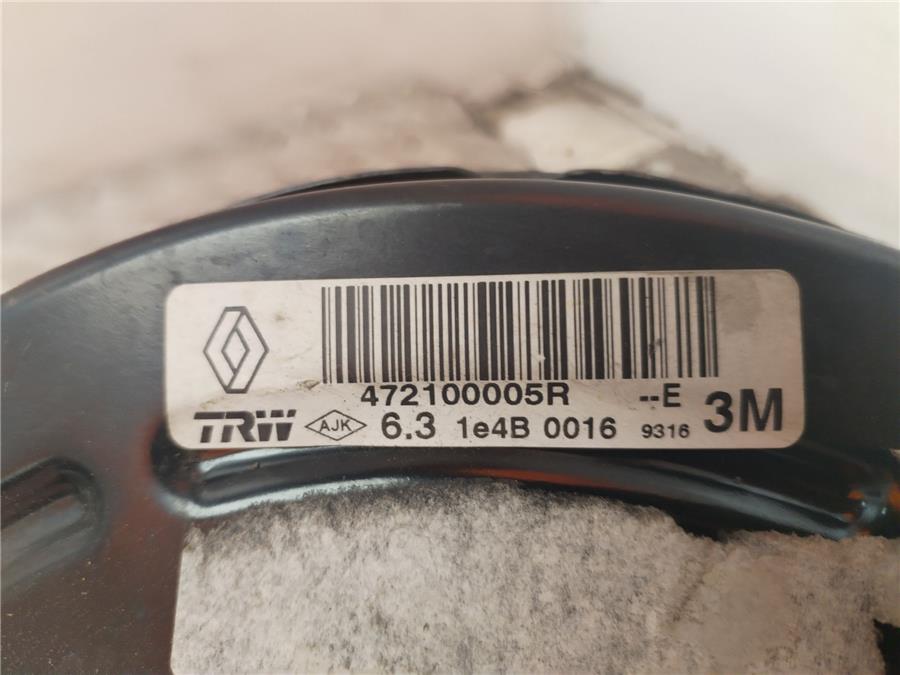 472100005R --E
TRW AJK 6.3 1e4B 0016 9316 3M